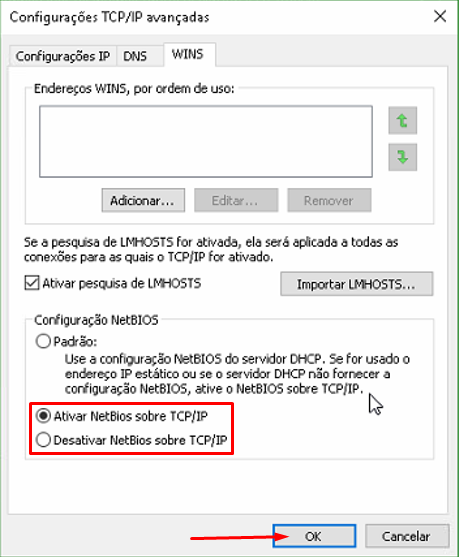 Configurações TCP/IP avançadas
Configurações IP DNS WINS
Endereços WINS, por ordem de uso:
Adicionar... Editar... Remover
Se a pesquisa de LMHOSTS for ativada, ela será aplicada a todas as
conexões para as quais o TCP/IP for ativado.
Ativar pesquisa de LMHOSTS Importar LMHOSTS...
Configuração NetBIOS
Padrão:
Use a configuração NetBIOS do servidor DHCP. Se for usado o
endereço IP estático ou se o servidor DHCP não fornecer a
configuração NetBIOS, ative o NetBIOS sobre TCP/IP.
Ativar NetBios sobre TCP/IP
Desativar NetBios sobre TCP/IP
OK Cancelar